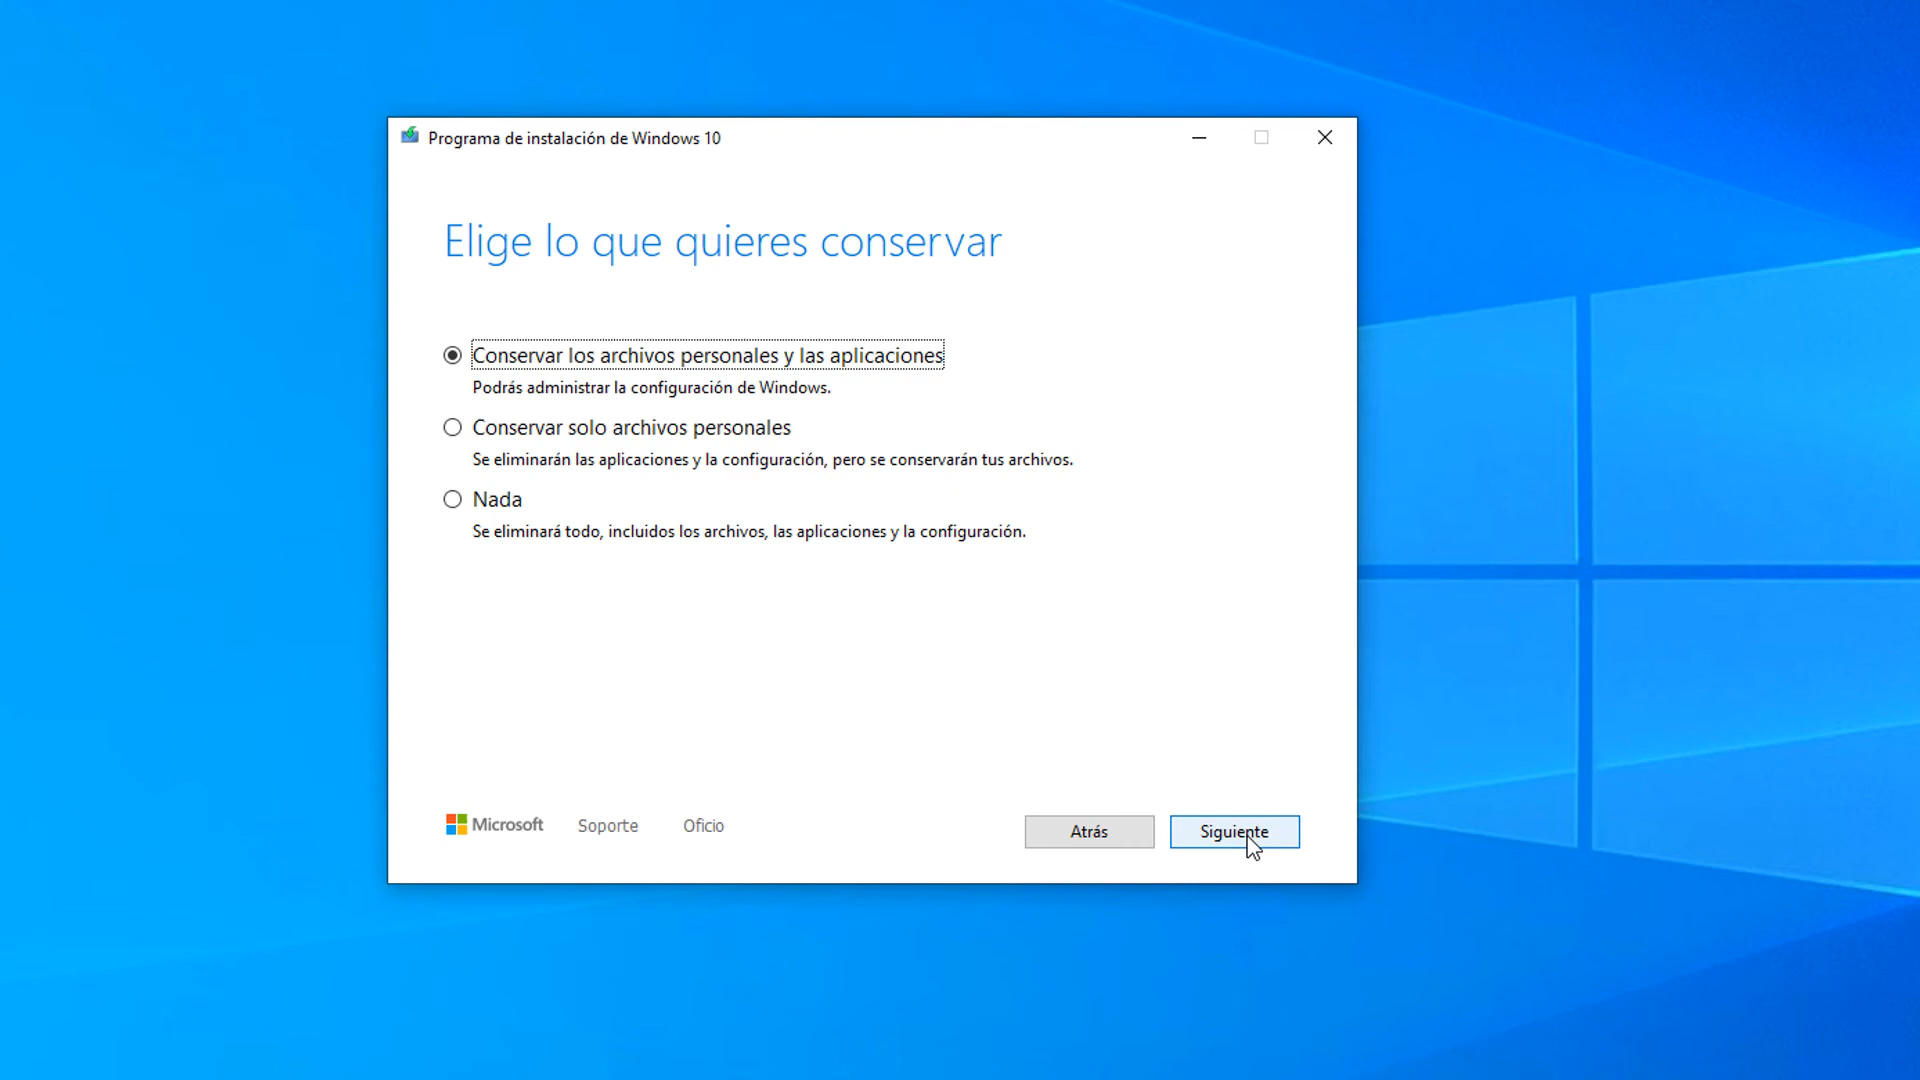 Programa de instalación de Windows 10
Elige lo que quieres conservar
Conservar los archivos personales y las aplicaciones
Podrás administrar la configuración de Windows.
Conservar solo archivos personales
Se eliminarán las aplicaciones y la configuración, pero se conservarán tus archivos.
Nada
Se eliminará todo, incluidos los archivos, las aplicaciones y la configuración.
Microsoft Soporte Oficio Atrás Siguiente